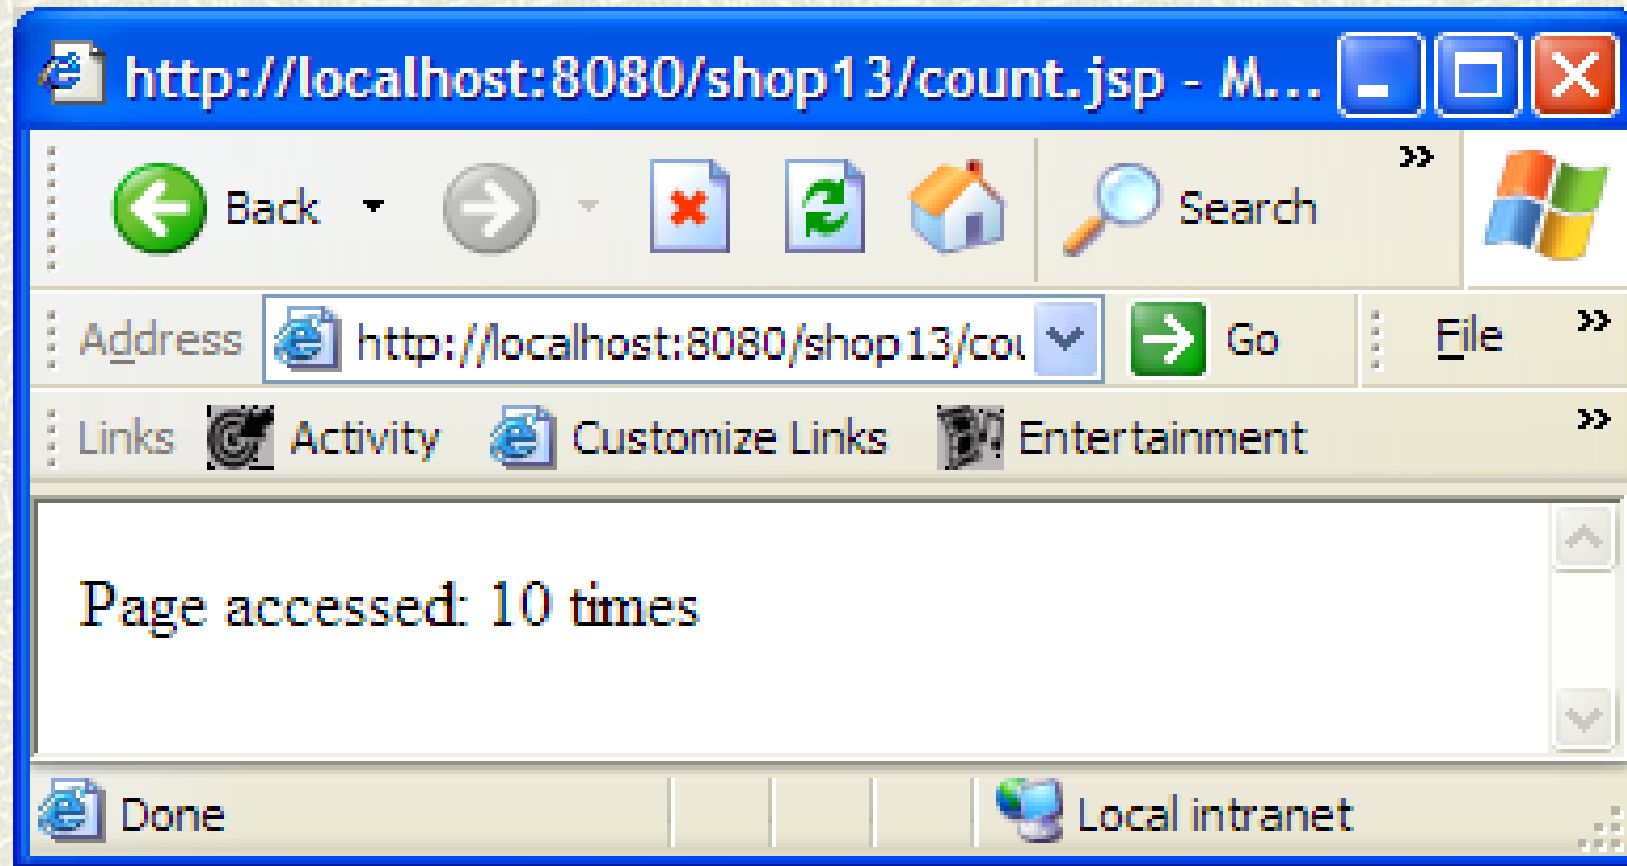 http://localhost:8080/shop13/count.jsp - M...
Back Search »
Address http://localhost:8080/shop13/cou Go File »
Links Activity Customize Links Entertainment »
Page accessed: 10 times
Done Local intranet